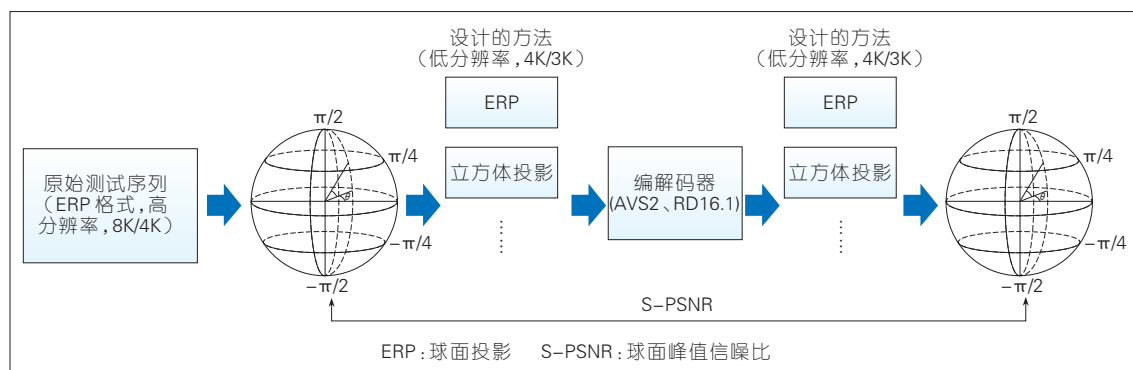 设计的方法
（低分辨率，4K/3K）
设计的方法
（低分辨率，4K/3K）
ERP
ERP
π/2
π/2
π/4
π/4
原始测试序列
（ERP 格式，高
分辨率，8K/4K）
立方体投影
编解码器
(AVS2、RD16.1)
立方体投影
θ
θ
······
······
-π/4
-π/4
-π/2
-π/2
S-PSNR
ERP：球面投影 S-PSNR：球面峰值信噪比